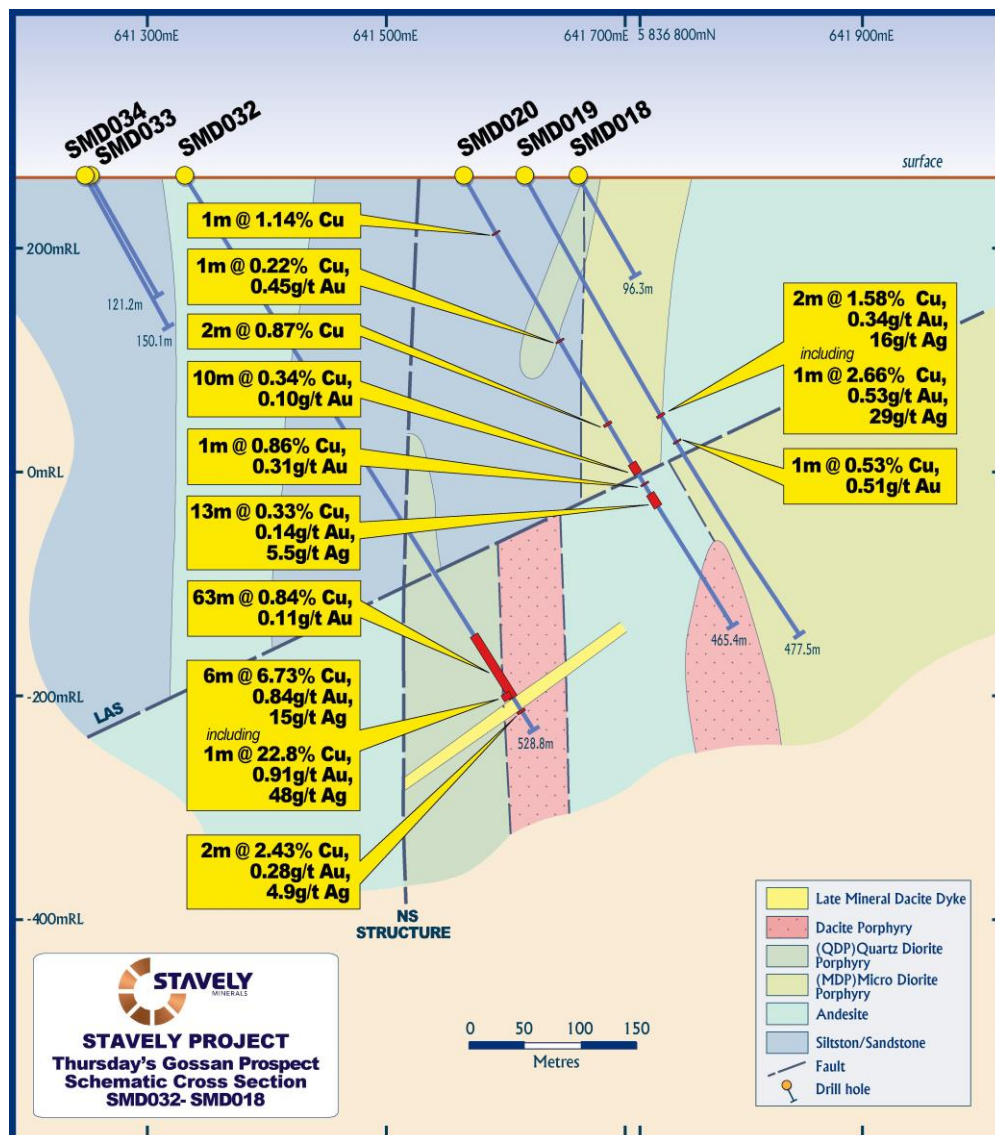 641 300mE
641 500mE
641 700mE
5 836 800mN
641 900mE
SMD034
SMD033
SMD032
SMD020
SMD019
SMD018
surface
200mRL
0mRL
-200mRL
-400mRL
1m @ 1.14% Cu
1m @ 0.22% Cu,
0.45g/t Au
2m @ 0.87% Cu
10m @ 0.34% Cu,
0.10g/t Au
1m @ 0.86% Cu,
0.31g/t Au
13m @ 0.33% Cu,
0.14g/t Au,
5.5g/t Ag
63m @ 0.84% Cu,
0.11g/t Au
6m @ 6.73% Cu,
0.84g/t Au,
15g/t Ag
including
1m @ 22.8% Cu,
0.91g/t Au,
48g/t Ag
2m @ 2.43% Cu,
0.28g/t Au,
4.9g/t Ag
2m @ 1.58% Cu,
0.34g/t Au,
16g/t Ag
including
1m @ 2.66% Cu,
0.53g/t Au,
29g/t Ag
1m @ 0.53% Cu,
0.51g/t Au
121.2m
150.1m
96.3m
465.4m
477.5m
528.8m
LAS
NS
STRUCTURE
STAVELY
MINERALS
STAVELY PROJECT
Thursday's Gossan Prospect
Schematic Cross Section
SMD032- SMD018
0 50 100 150
Metres
Late Mineral Dacite Dyke
Dacite Porphyry
(QDP)Quartz Diorite
Porphyry
(MDP)Micro Diorite
Porphyry
Andesite
Siltston/Sandstone
Fault
Drill hole